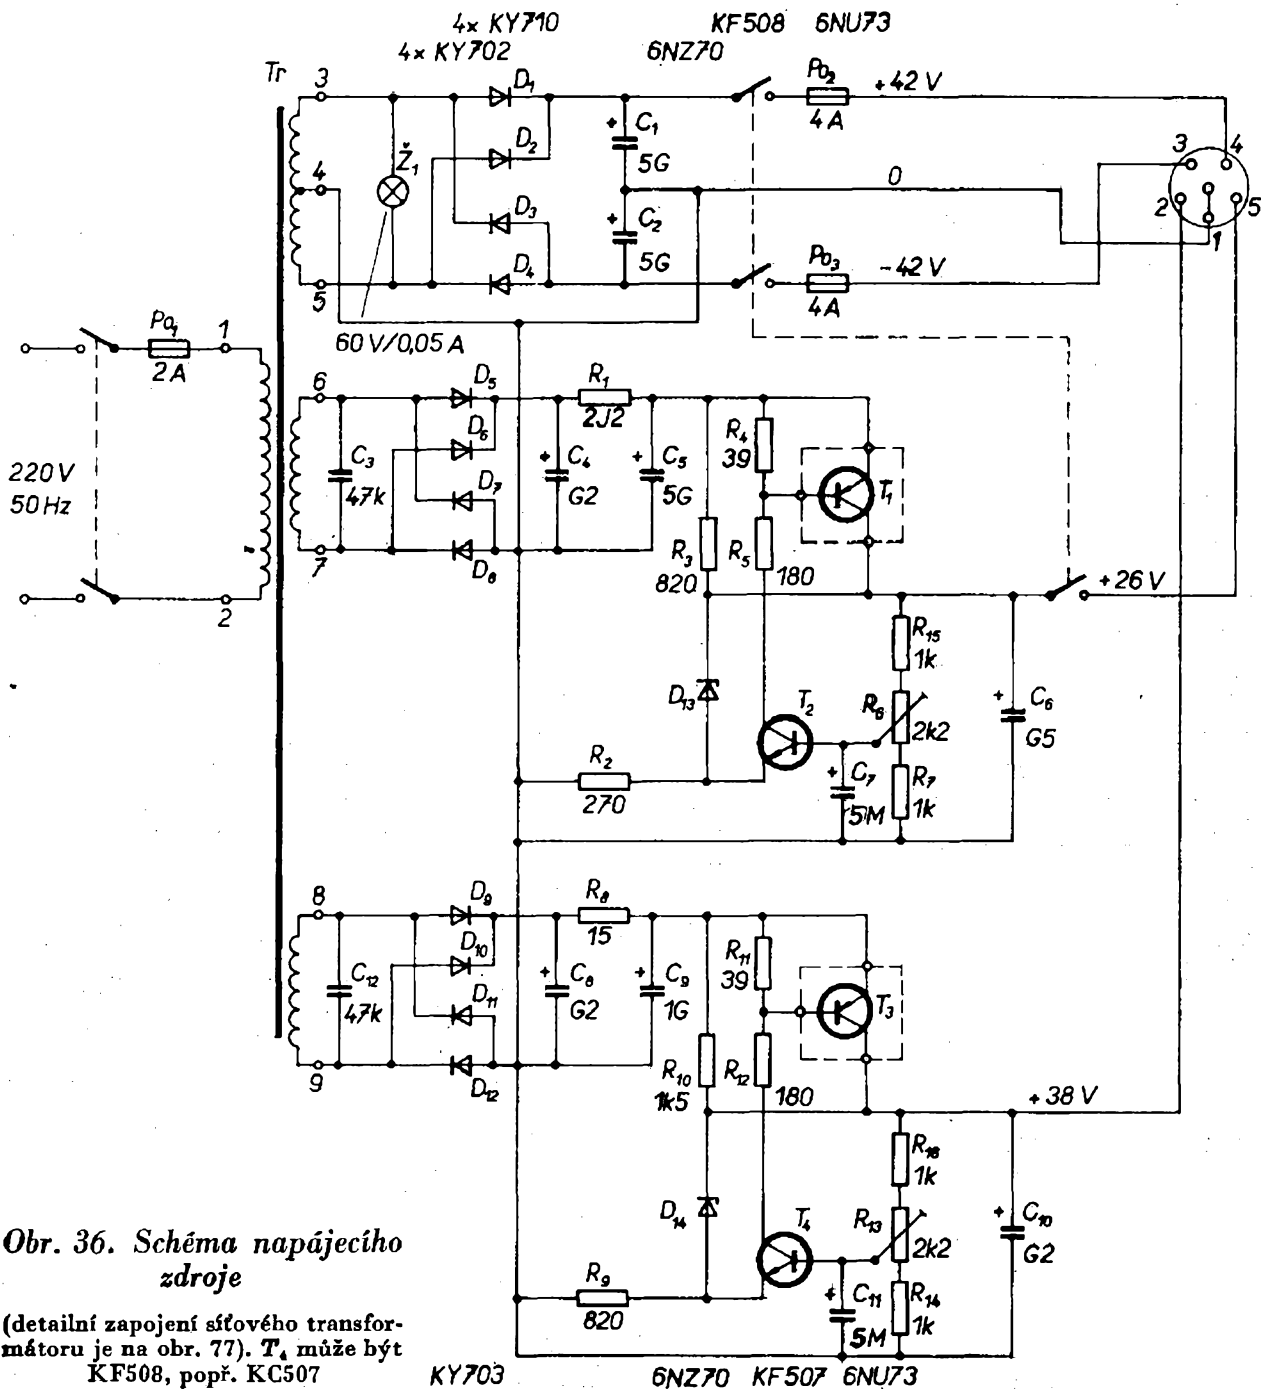 4x KY710 KF508 6NU73
4x KY702 6NZ70
Tr 3 D₁ Po₂ +42 V
4A
D₂ C₁ 5G 3 4
4 Ž₁ 0
D₃ C₂ 5G 2 5
1
D₄ Po₃ -42 V
5 4A
60 V/0,05 A
Po₁ 1
2A
6 D₅ R₁
2J2
D₆ R₄
39
220 V
50 Hz
C₃ 47k D₇ C₄ G2 C₅ 5G T₁
7 D₈ R₃ 820 R₅ 180
+26 V
2
R₁₅ 1k
D₁₃ T₂ R₆ 2k2 C₆ G5
R₂ 270 C₇ 5M R₇ 1k
8 D₉ R₈
15
D₁₀ R₁₁
39
C₁₂ 47k D₁₁ C₈ G2 C₉ 1G T₃
9 D₁₂ R₁₀ 1k5 R₁₂ 180
+38 V
R₁₆ 1k
D₁₄ T₄ R₁₃ 2k2 C₁₀ G2
R₉ 820 C₁₁ 5M R₁₄ 1k
Obr. 36. Schéma napájecího
zdroje
(detailní zapojení síťového transfor-
mátoru je na obr. 77). T₄ může být
KF508, popř. KC507
KY703 6NZ70 KF507 6NU73